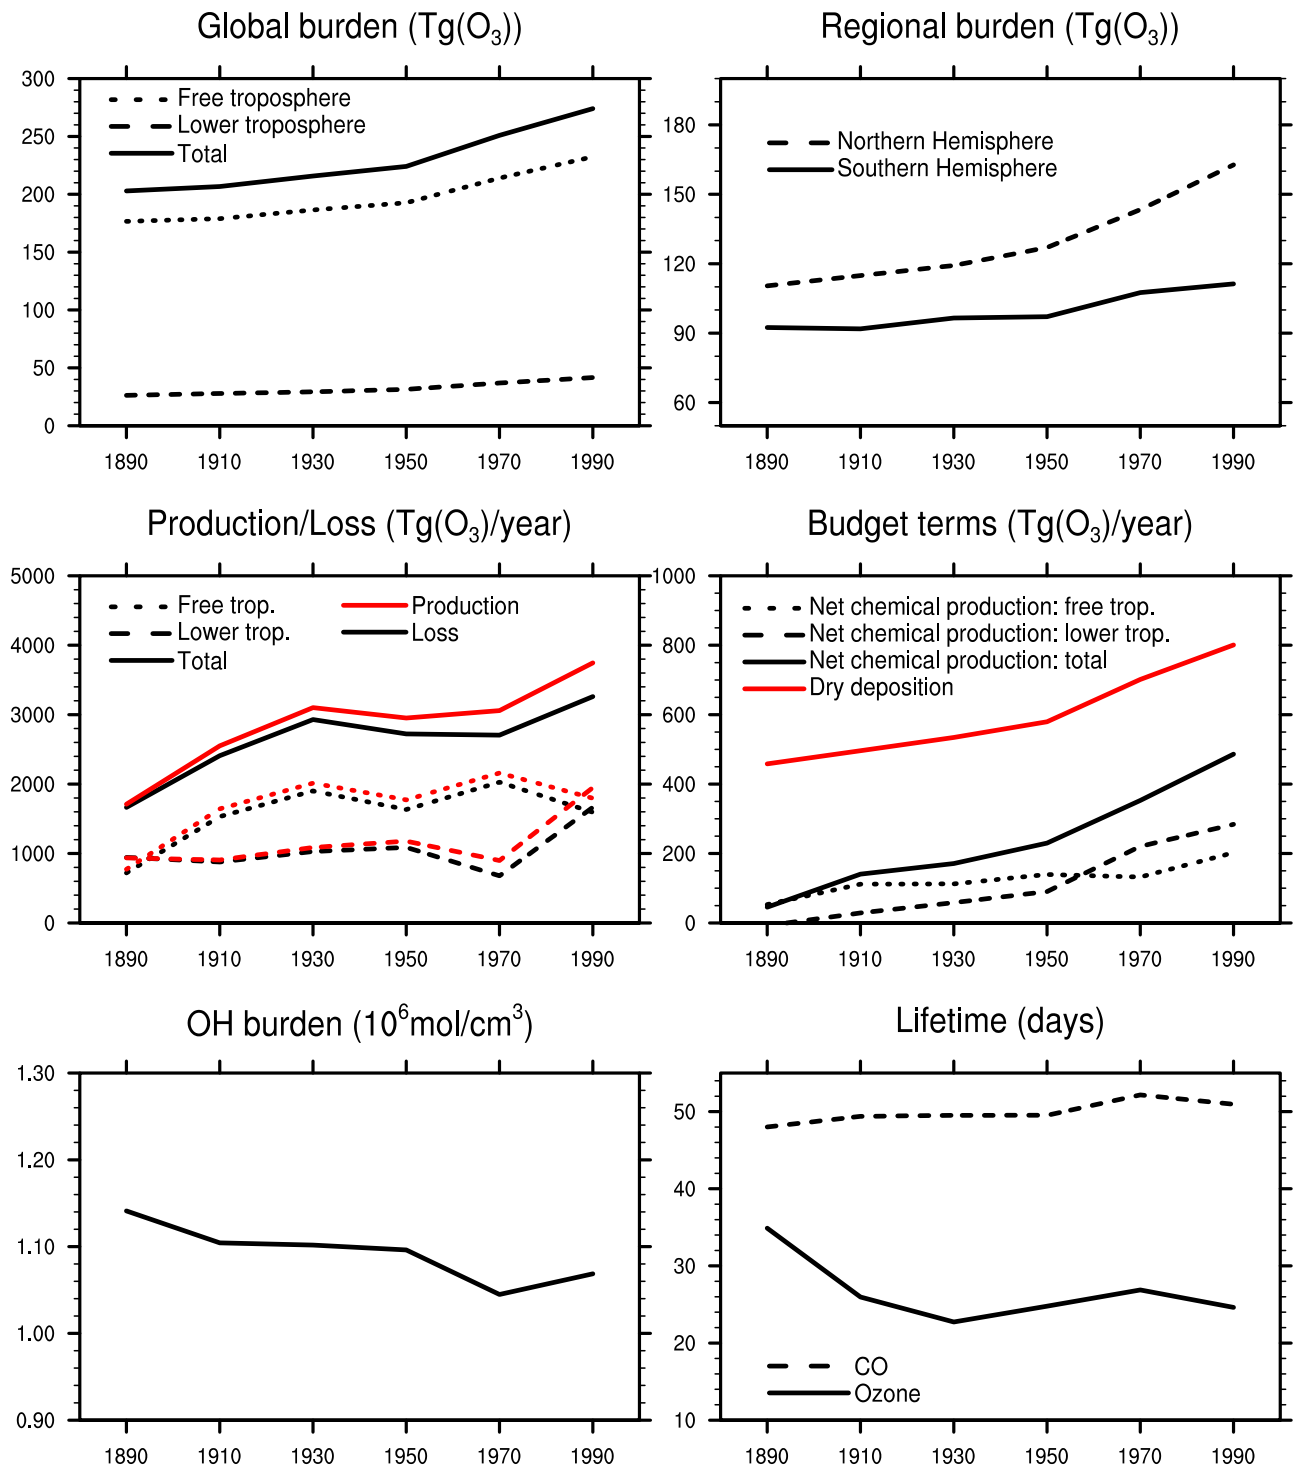 Global burden (Tg(O₃))
300
250
200
150
100
50
0
Free troposphere
Lower troposphere
Total
1890 1910 1930 1950 1970 1990
Regional burden (Tg(O₃))
180
150
120
90
60
Northern Hemisphere
Southern Hemisphere
1890 1910 1930 1950 1970 1990
Production/Loss (Tg(O₃)/year)
5000
4000
3000
2000
1000
0
Free trop. Production
Lower trop. Loss
Total
1890 1910 1930 1950 1970 1990
Budget terms (Tg(O₃)/year)
1000
800
600
400
200
0
Net chemical production: free trop.
Net chemical production: lower trop.
Net chemical production: total
Dry deposition
1890 1910 1930 1950 1970 1990
OH burden (10⁶mol/cm³)
1.30
1.20
1.10
1.00
0.90
1890 1910 1930 1950 1970 1990
Lifetime (days)
50
40
30
20
10
CO
Ozone
1890 1910 1930 1950 1970 1990